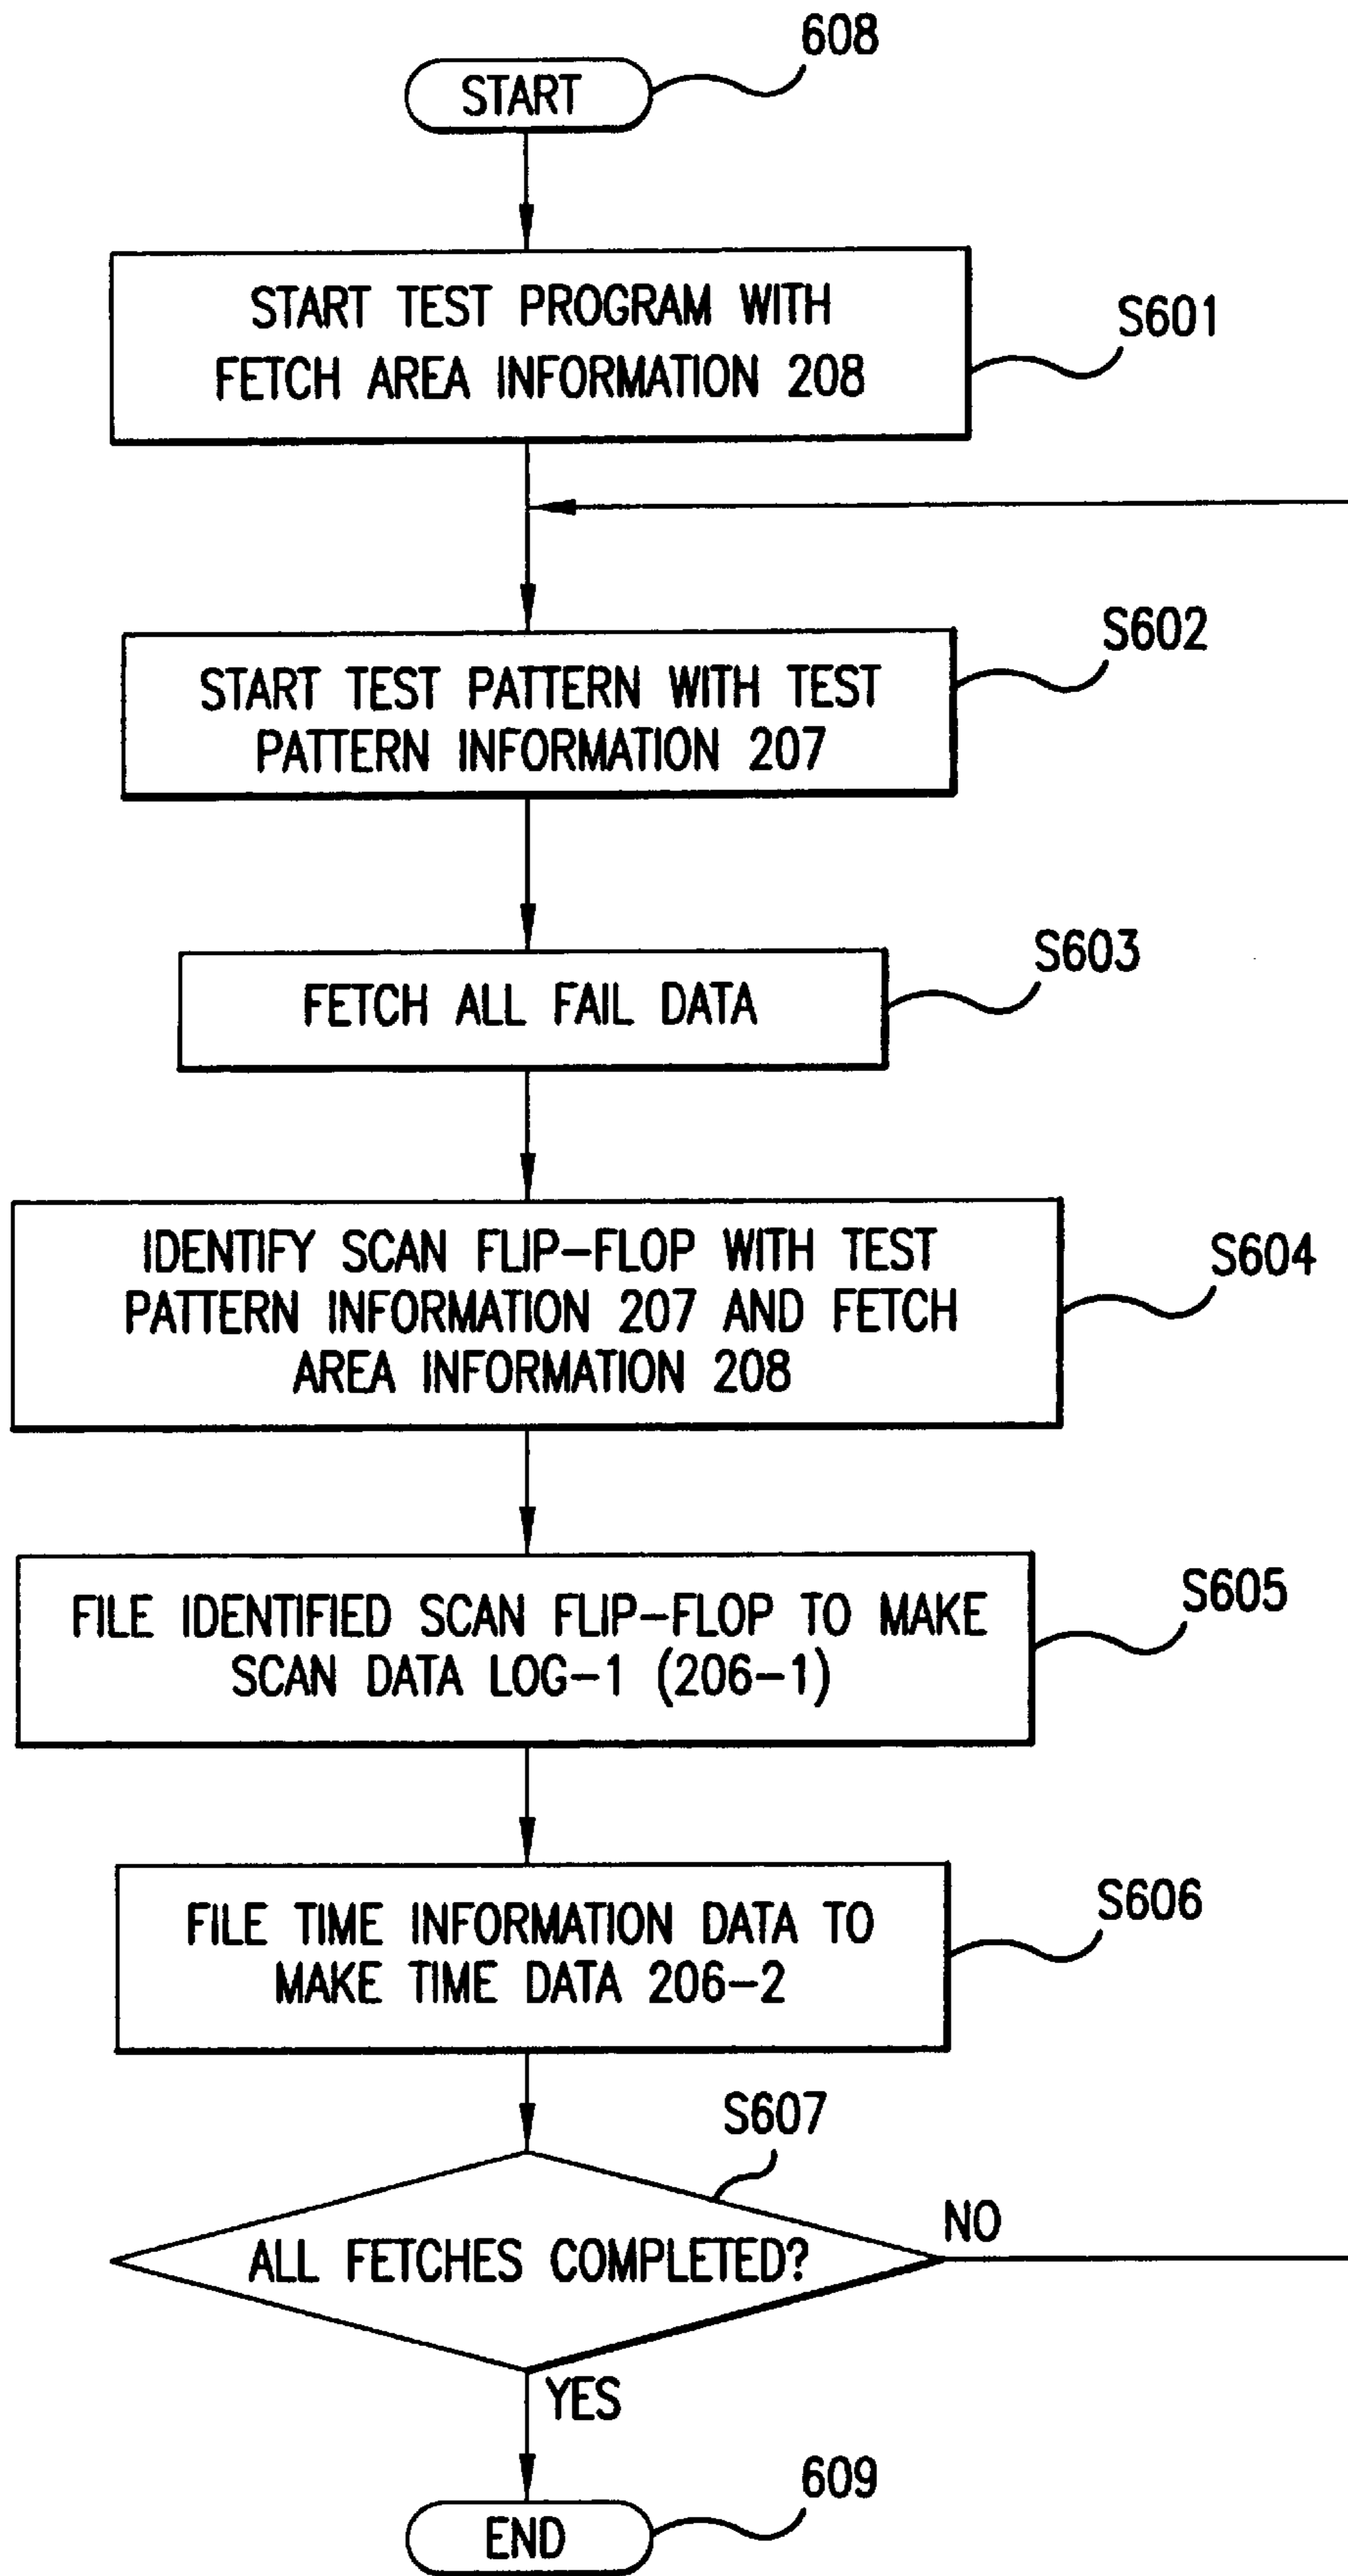 608
START
START TEST PROGRAM WITH
FETCH AREA INFORMATION 208
S601
START TEST PATTERN WITH TEST
PATTERN INFORMATION 207
S602
FETCH ALL FAIL DATA
S603
IDENTIFY SCAN FLIP-FLOP WITH TEST
PATTERN INFORMATION 207 AND FETCH
AREA INFORMATION 208
S604
FILE IDENTIFIED SCAN FLIP-FLOP TO MAKE
SCAN DATA LOG-1 (206-1)
S605
FILE TIME INFORMATION DATA TO
MAKE TIME DATA 206-2
S606
S607
ALL FETCHES COMPLETED?
NO
YES
609
END